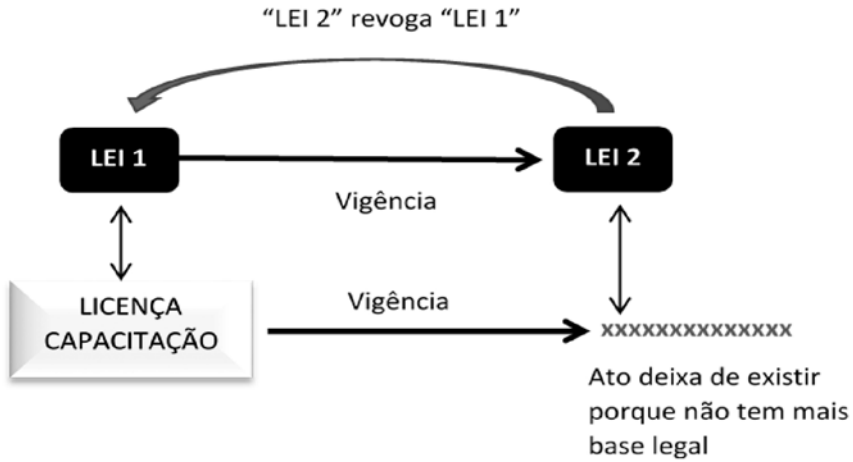 “LEI 2” revoga “LEI 1”
LEI 1
LEI 2
Vigência
LICENÇA
CAPACITAÇÃO
Vigência
xxxxxxxxxxxxxx
Ato deixa de existir
porque não tem mais
base legal